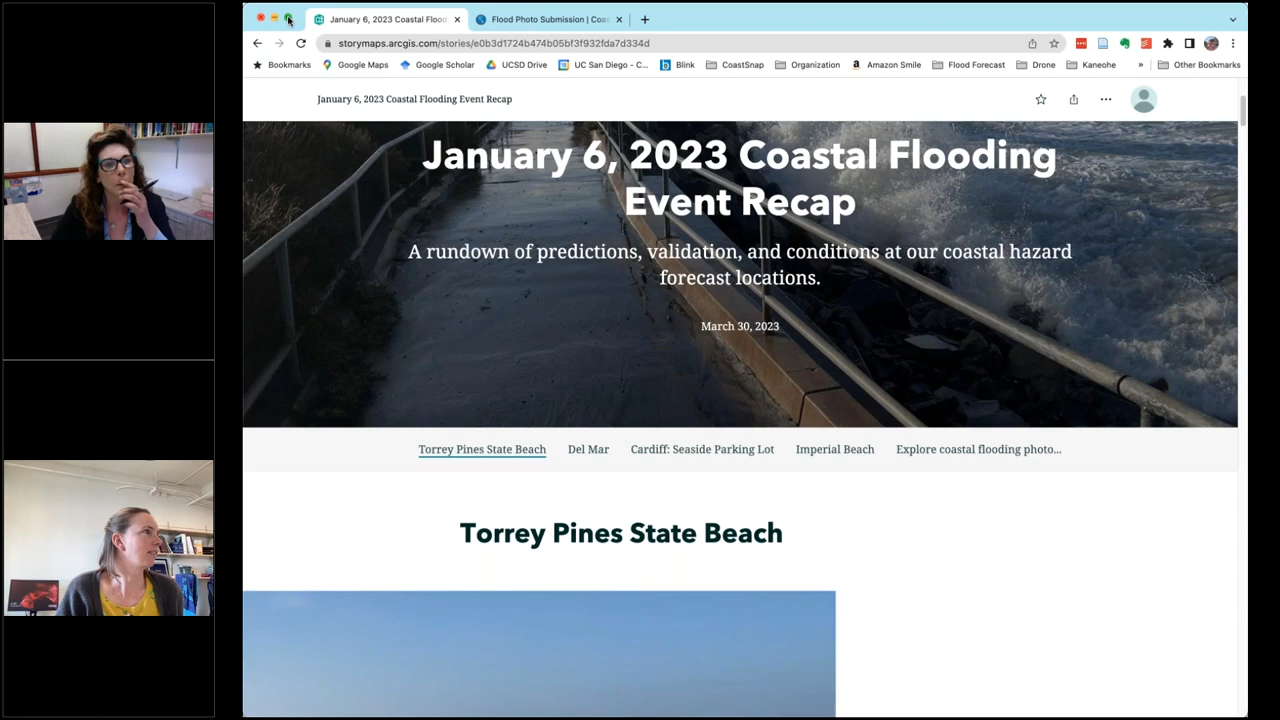 January 6, 2023 Coastal Flood
Flood Photo Submission | Coas
storymaps.arcgis.com/stories/e0b3d1724b474b05bf3f932fda7d334d
Bookmarks
Google Maps
Google Scholar
UCSD Drive
UC San Diego - C...
Blink
CoastSnap
Organization
Amazon Smile
Flood Forecast
Drone
Kaneohe
»
Other Bookmarks
January 6, 2023 Coastal Flooding Event Recap
January 6, 2023 Coastal Flooding
Event Recap
A rundown of predictions, validation, and conditions at our coastal hazard
forecast locations.
March 30, 2023
Torrey Pines State Beach
Del Mar
Cardiff: Seaside Parking Lot
Imperial Beach
Explore coastal flooding photo...
Torrey Pines State Beach